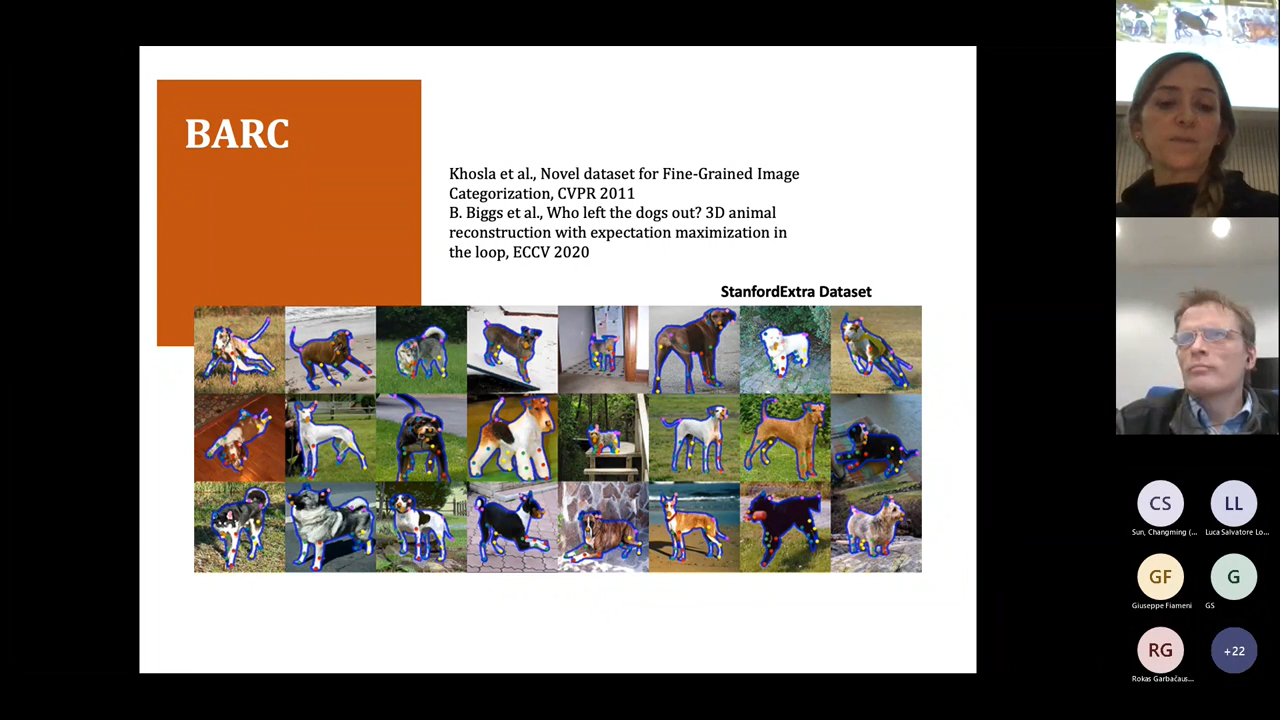 BARC
Khosla et al., Novel dataset for Fine-Grained Image
Categorization, CVPR 2011
B. Biggs et al., Who left the dogs out? 3D animal
reconstruction with expectation maximization in
the loop, ECCV 2020
StanfordExtra Dataset
CS
LL
Sun, Changming (...
Luca Salvatore Lo...
GF
G
Giuseppe Fiameni
GS
RG
+22
Rokas Garbačaus...